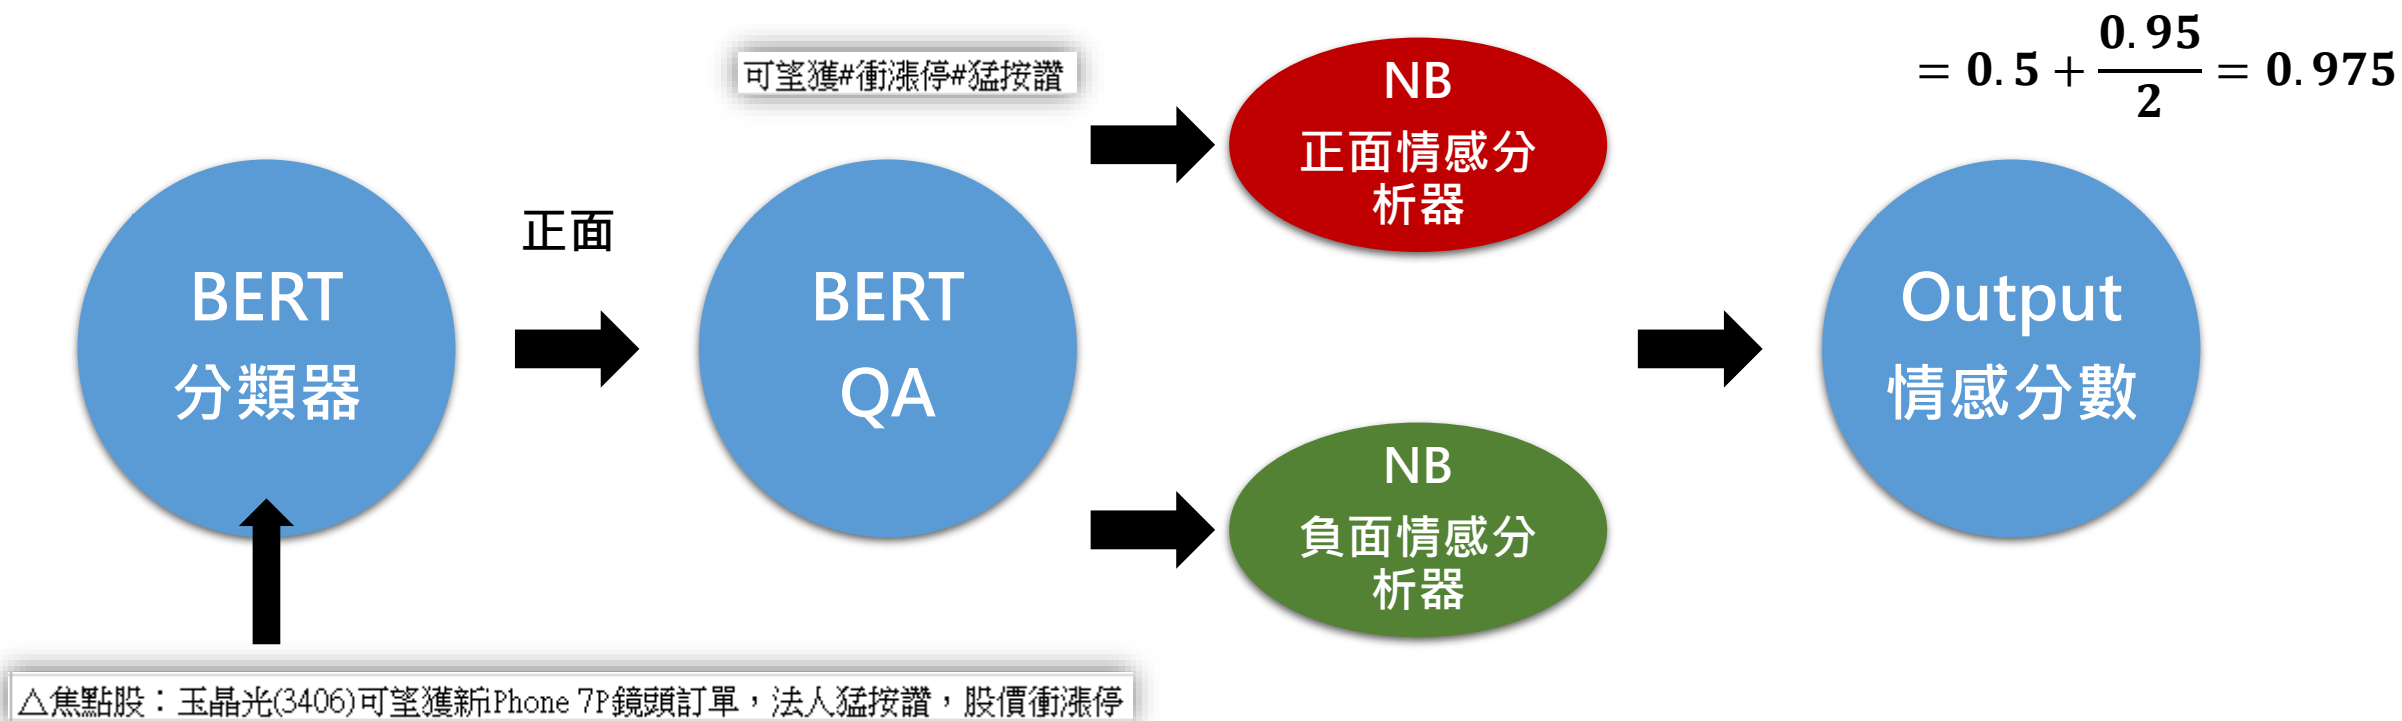 △焦點股：玉晶光(3406)可望獲新iPhone 7P鏡頭訂單，法人猛按讚，股價衝漲停
BERT
分類器
正面
BERT
QA
可望獲#衝漲停#猛按讚
NB
正面情感分
析器
NB
負面情感分
析器
= 0.5 + 0.95/2 = 0.975
Output
情感分數